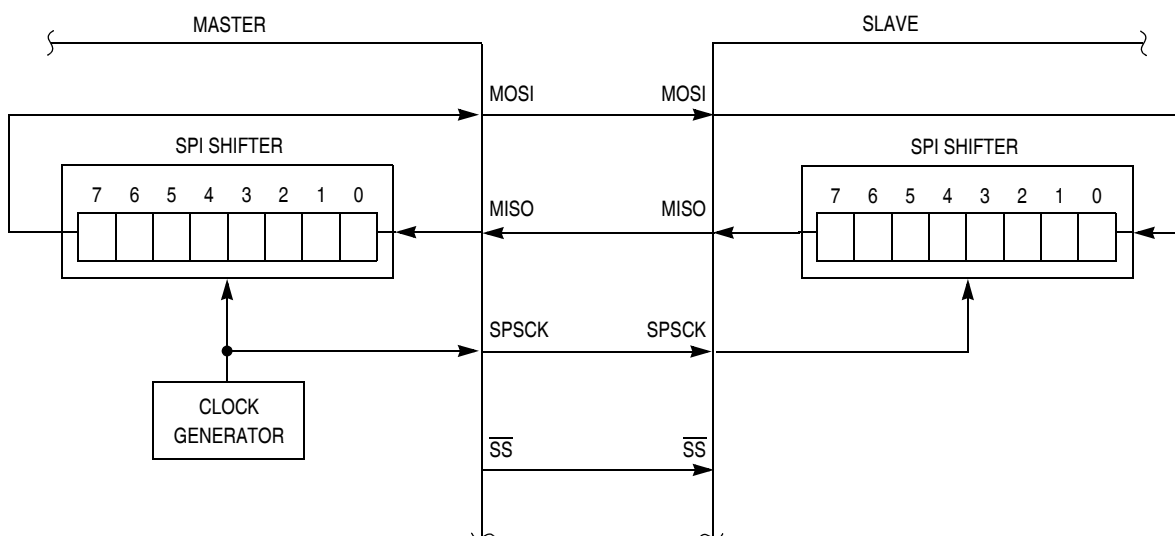 MASTER
SLAVE
MOSI MOSI
SPI SHIFTER SPI SHIFTER
7 6 5 4 3 2 1 0 7 6 5 4 3 2 1 0
MISO MISO
SPSCK SPSCK
CLOCK
GENERATOR
SS SS